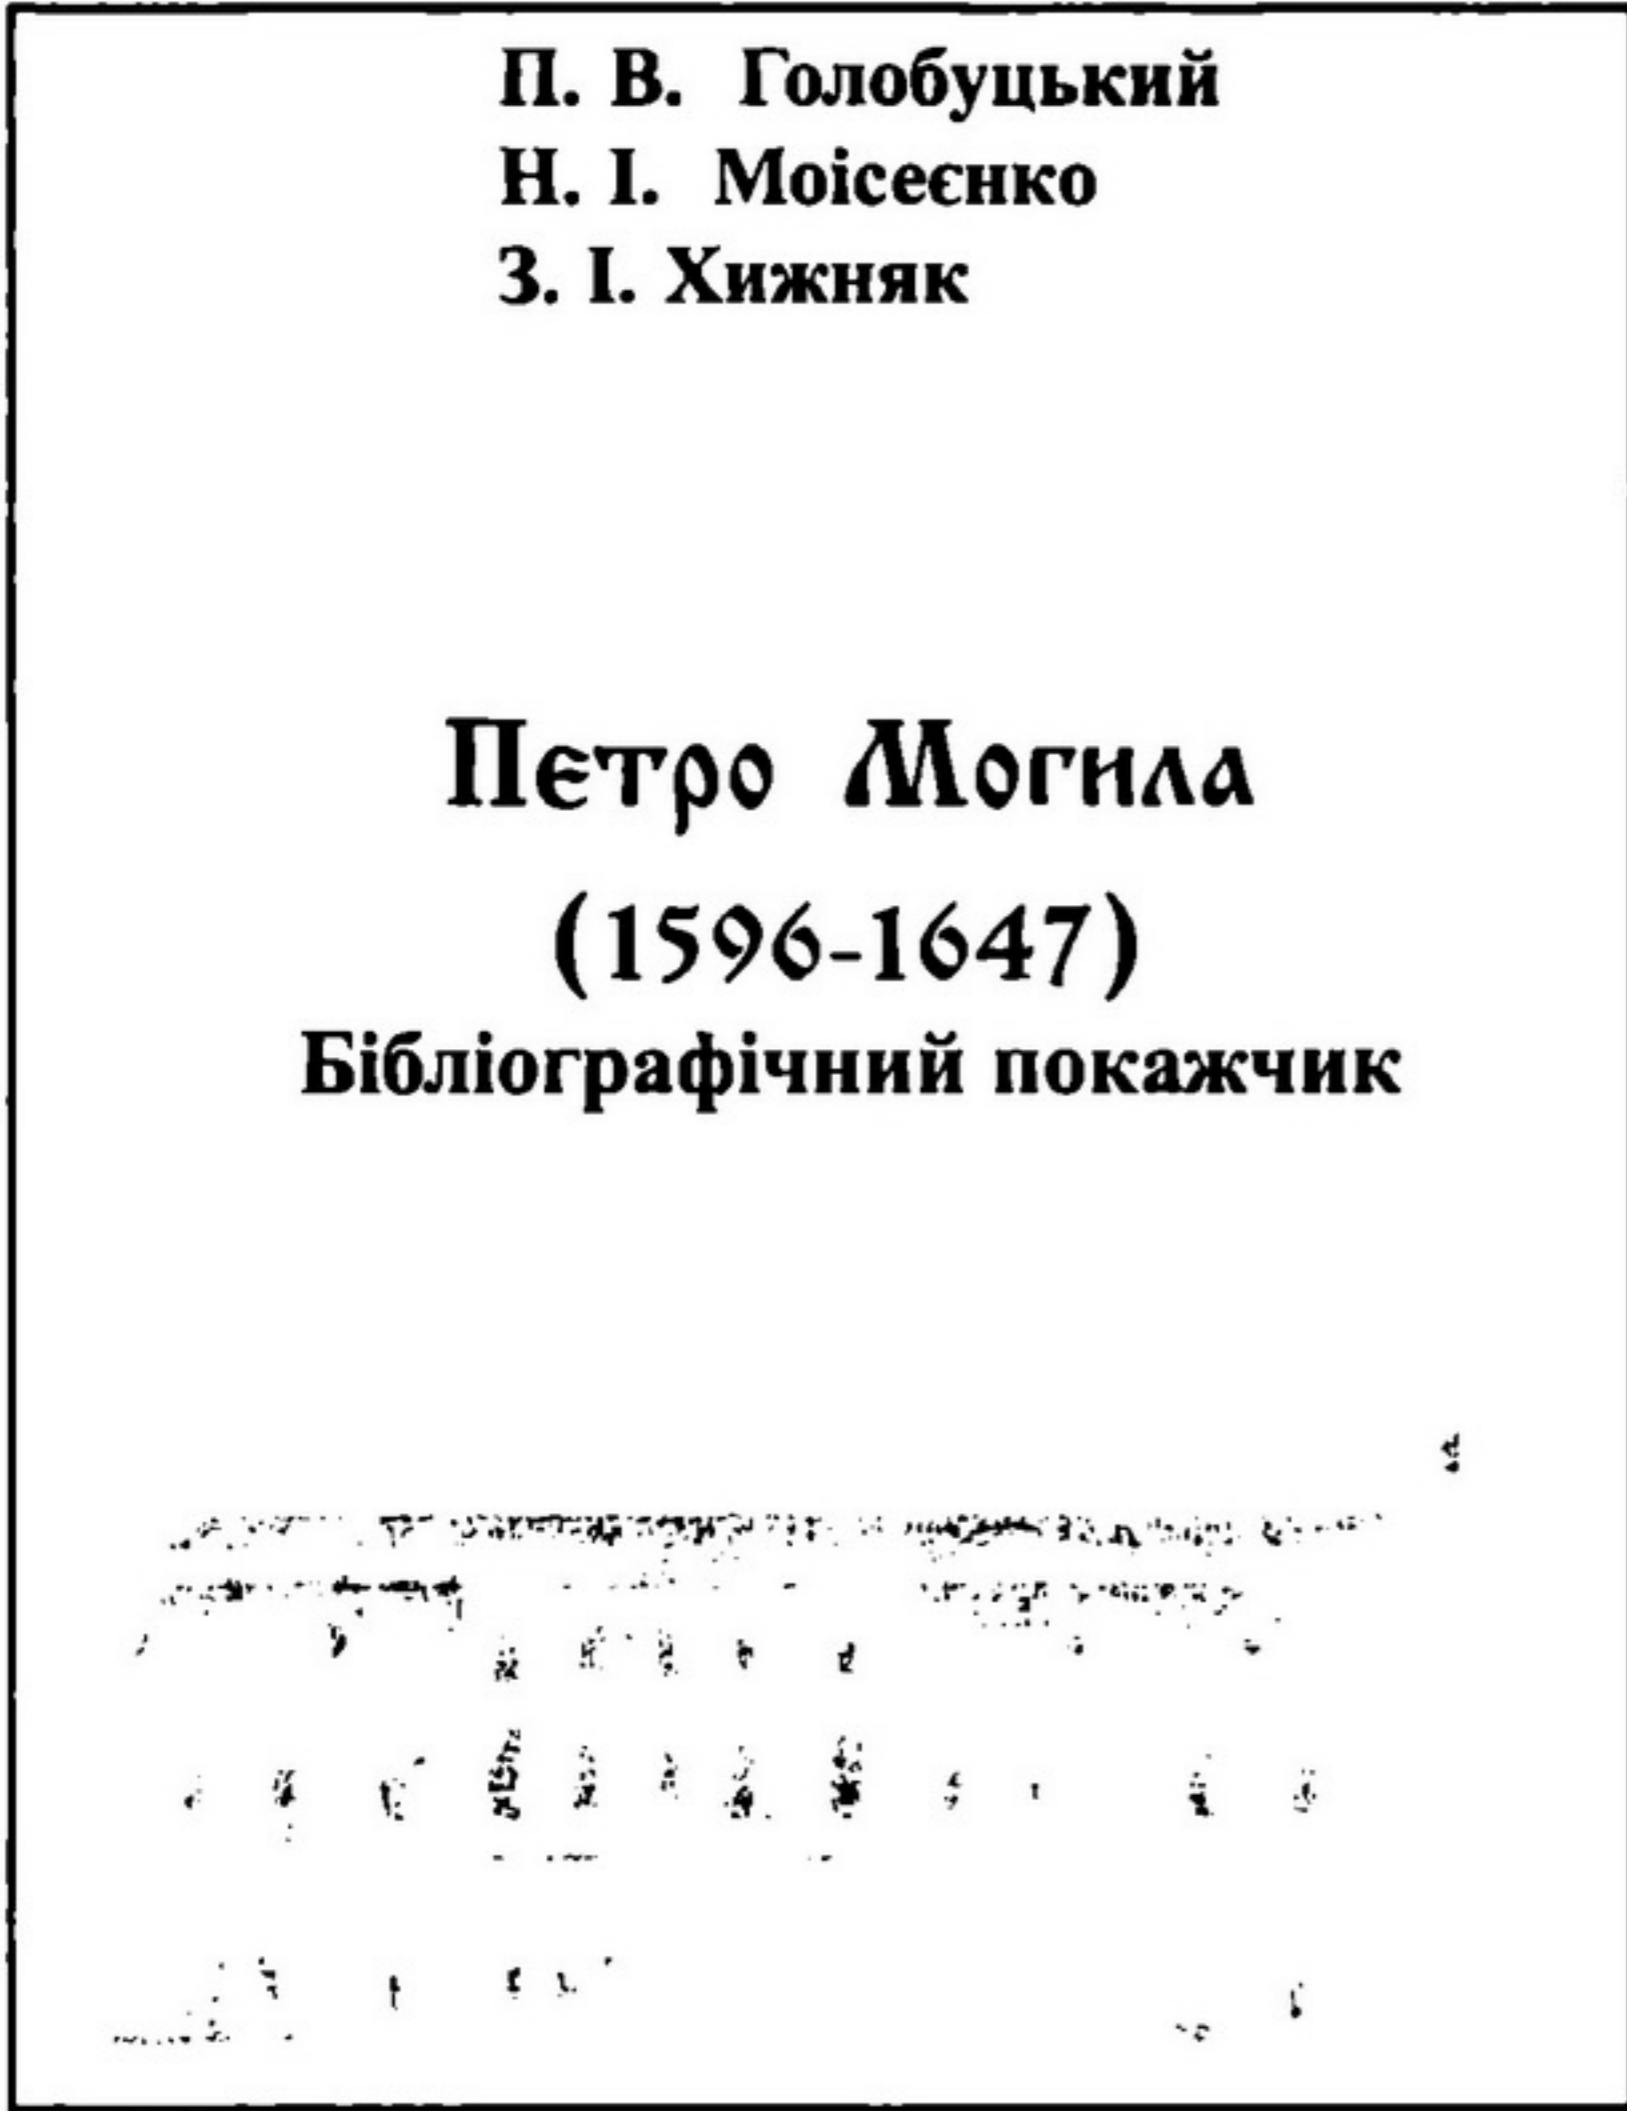 П. В. Голобуцький
Н. І. Моісеєнко
З. І. Хижняк
Петро Могила
(1596-1647)
Бібліографічний покажчик